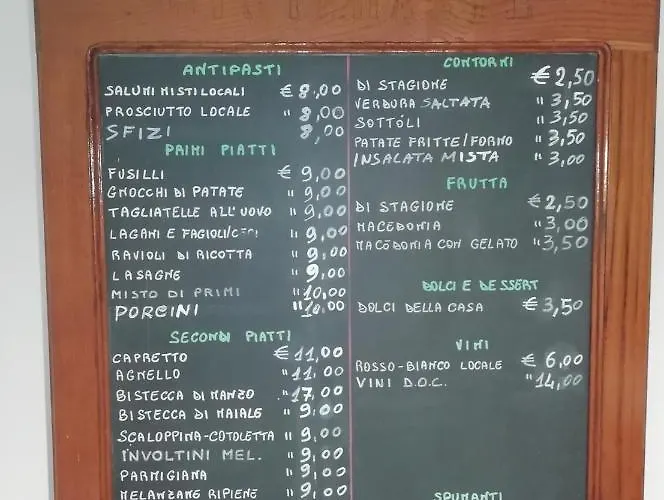 ANTIPASTI
SALUMI MISTI LOCALI € 8,00
PROSCIUTTO LOCALE " 8,00
SFIZI 8,00
PRIMI PIATTI
FUSILLI € 9,00
GNOCCHI DI PATATE " 9,00
TAGLIATELLE ALL'UOVO " 9,00
LAGANI E FAGIOLI/CECI " 9,00
RAVIOLI DI RICOTTA " 9,00
LASAGNE " 9,00
MISTO DI PRIMI " 10,00
PORCINI " 10,00
SECONDI PIATTI
CAPRETTO € 11,00
AGNELLO " 11,00
BISTECCA DI MANZO " 17,00
BISTECCA DI MAIALE " 9,00
SCALOPPINA-COTOLETTA " 9,00
INVOLTINI MEL. " 9,00
PARMIGIANA " 9,00
MELANZANE RIPIENE " 9,00
CONTORNI
DI STAGIONE € 2,50
VERDURA SALTATA " 3,50
SOTTÓLI " 3,50
PATATE FRITTE/FORNO " 3,50
INSALATA MISTA " 3,00
FRUTTA
DI STAGIONE € 2,50
MACEDONIA " 3,00
MACEDONIA CON GELATO " 3,50
DOLCI E DESSERT
DOLCI DELLA CASA € 3,50
VINI
ROSSO-BIANCO LOCALE € 6,00
VINI D.O.C. " 14,00
SPUMANTI